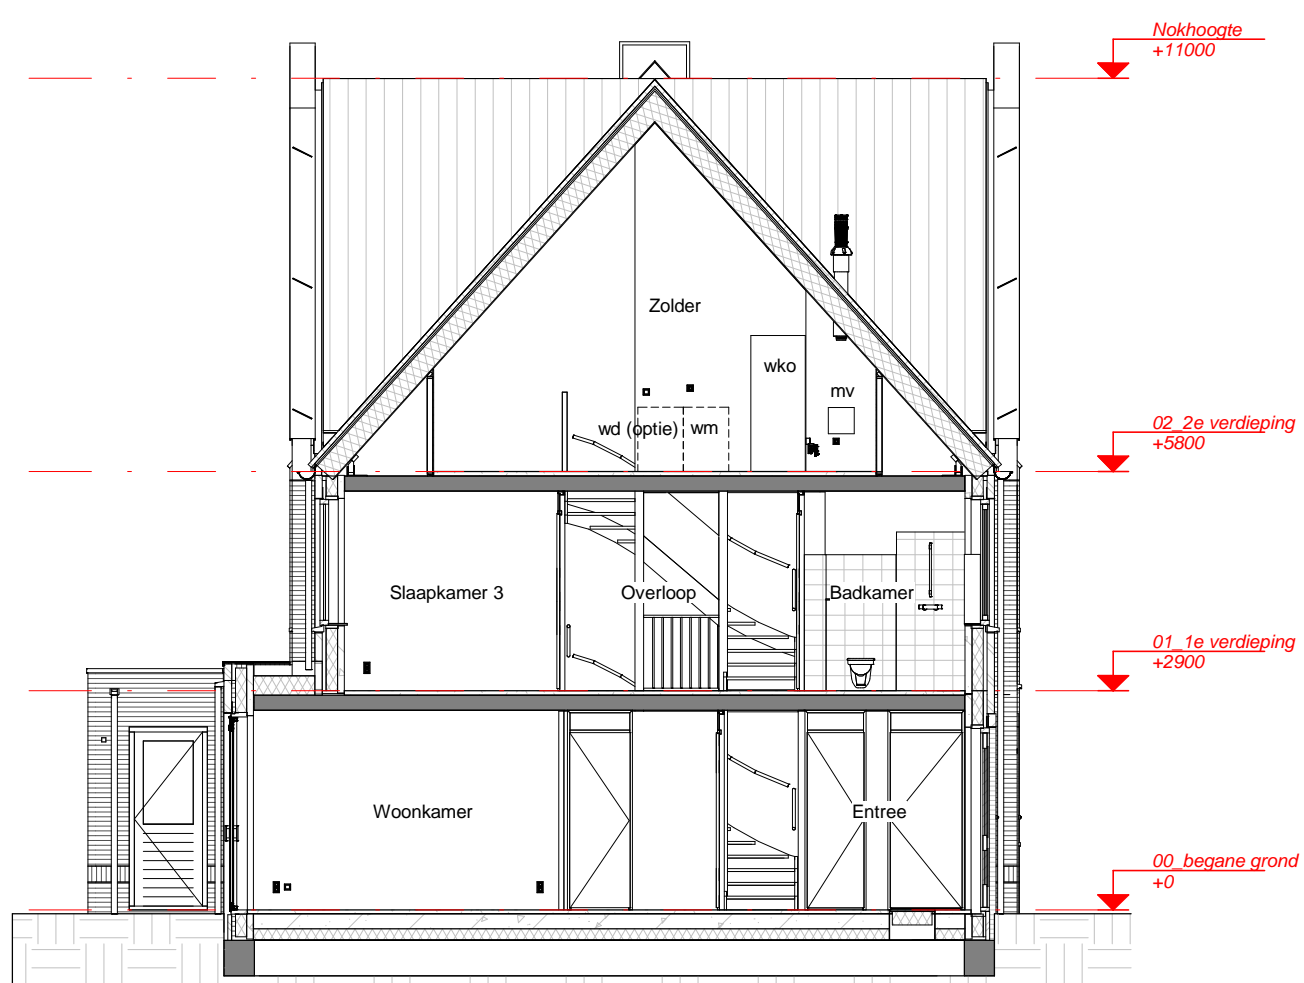 Nokhoogte
+11000
Zolder
wko
mv
wd (optie) wm
02_2e verdieping
+5800
Slaapkamer 3 Overloop Badkamer
01_1e verdieping
+2900
Woonkamer Entree
00_begane grond
+0